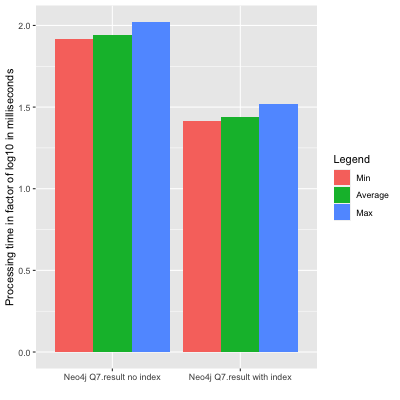 Processing time in factor of log10 in milliseconds
2.0
1.5
1.0
0.5
0.0
Neo4j Q7.result no index
Neo4j Q7.result with index
Legend
Min
Average
Max